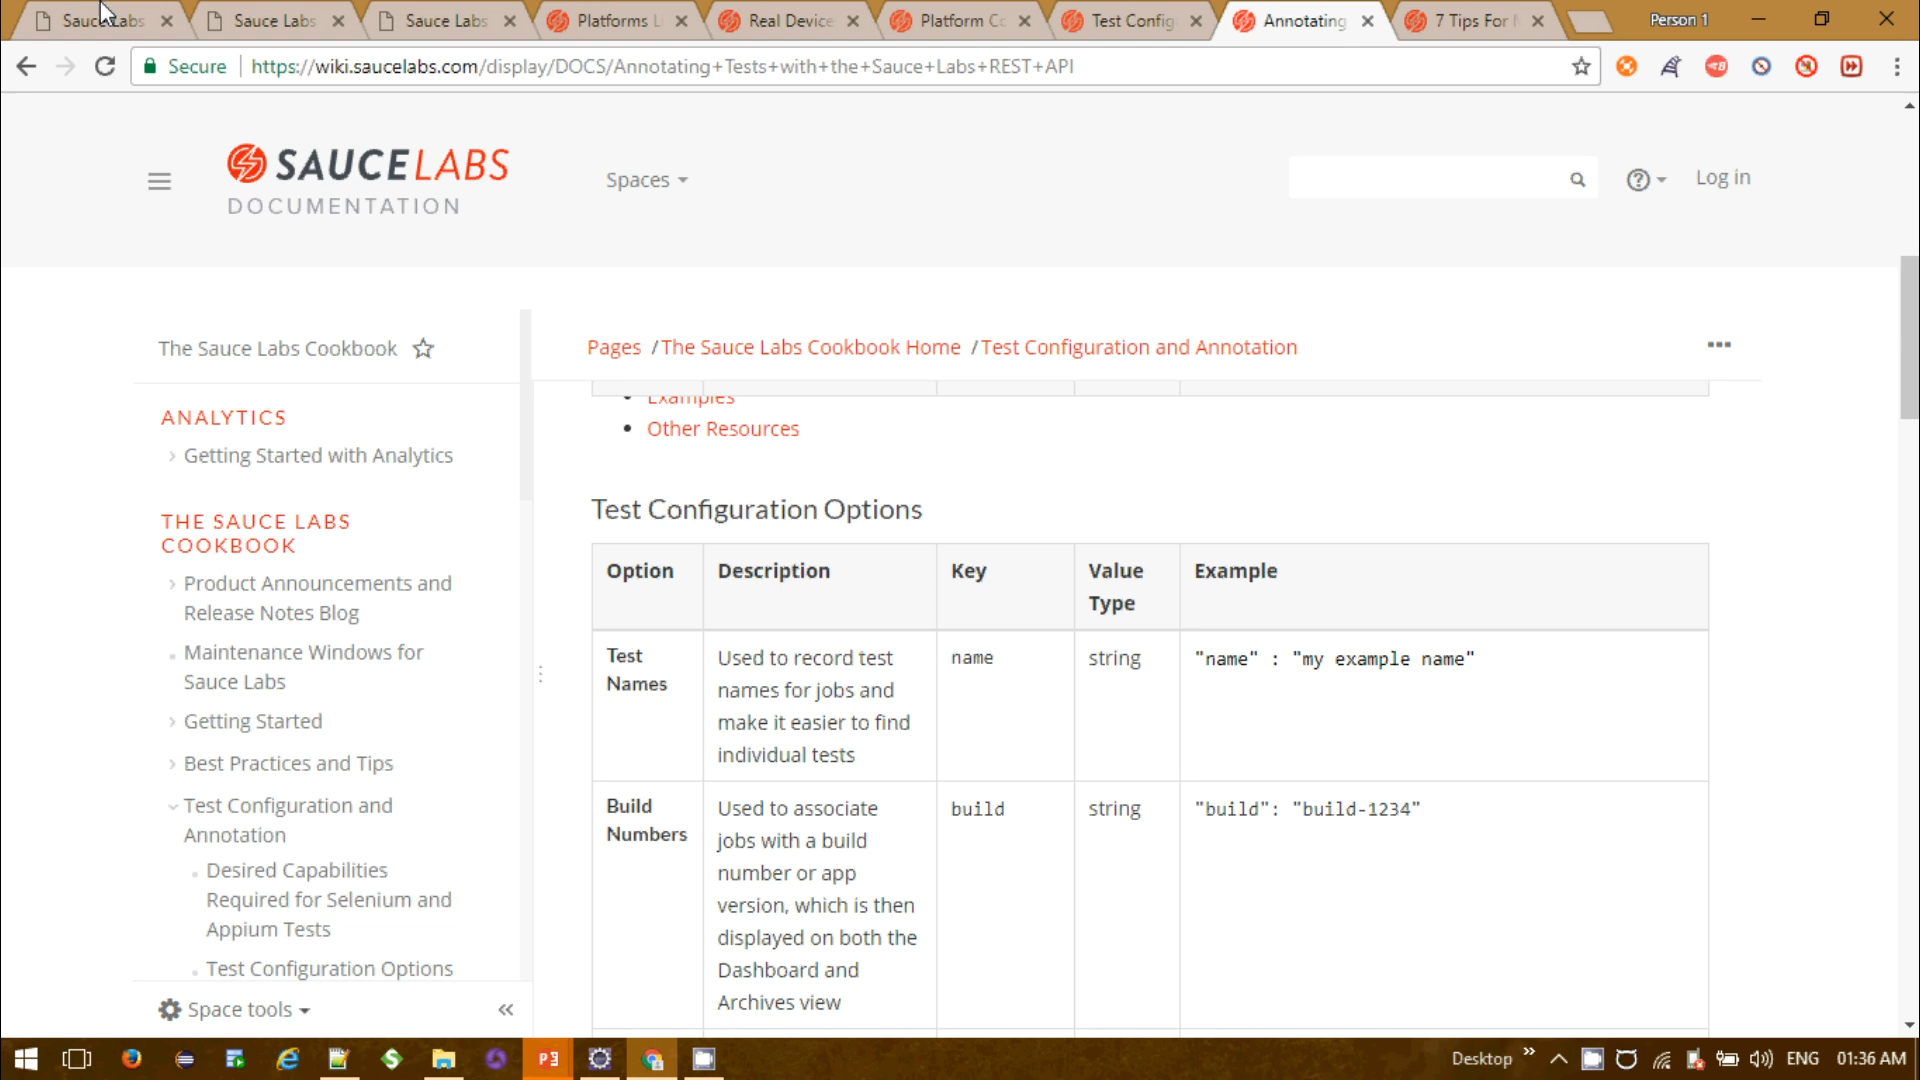 Sauce Labs
Sauce Labs
Sauce Labs
Platforms Li
Real Device
Platform Co
Test Config
Annotating
7 Tips For
Person 1
Secure
https://wiki.saucelabs.com/display/DOCS/Annotating+Tests+with+the+Sauce+Labs+REST+API
SAUCELABS
DOCUMENTATION
Spaces
Log in
The Sauce Labs Cookbook
Pages / The Sauce Labs Cookbook Home / Test Configuration and Annotation
ANALYTICS
Getting Started with Analytics
THE SAUCE LABS
COOKBOOK
Product Announcements and
Release Notes Blog
Maintenance Windows for
Sauce Labs
Getting Started
Best Practices and Tips
Test Configuration and
Annotation
Desired Capabilities
Required for Selenium and
Appium Tests
Test Configuration Options
Space tools
Examples
Other Resources
Test Configuration Options
Option Description Key Value Type Example
Test Names
Used to record test
names for jobs and
make it easier to find
individual tests
name
string
"name" : "my example name"
Build Numbers
Used to associate
jobs with a build
number or app
version, which is then
displayed on both the
Dashboard and
Archives view
build
string
"build": "build-1234"
Desktop
ENG
01:36 AM